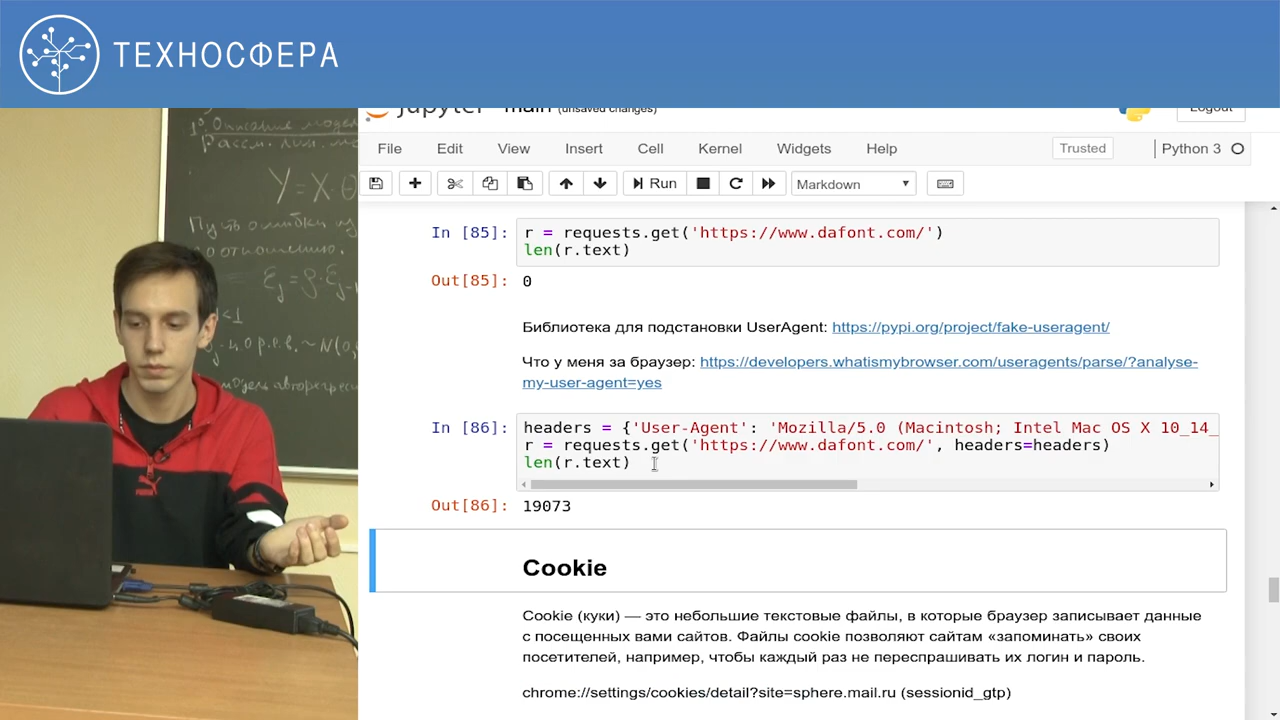 ТЕХНОСФЕРА
jupyter main (unsaved changes)
Logout
File Edit View Insert Cell Kernel Widgets Help Trusted Python 3
Run Markdown
In [85]: r = requests.get('https://www.dafont.com/')
len(r.text)
Out[85]: 0
Библиотека для подстановки UserAgent: https://pypi.org/project/fake-useragent/
Что у меня за браузер: https://developers.whatismybrowser.com/useragents/parse/?analyse-
my-user-agent=yes
In [86]: headers = {'User-Agent': 'Mozilla/5.0 (Macintosh; Intel Mac OS X 10_14_
r = requests.get('https://www.dafont.com/', headers=headers)
len(r.text)
Out[86]: 19073
Cookie
Cookie (куки) — это небольшие текстовые файлы, в которые браузер записывает данные
с посещенных вами сайтов. Файлы cookie позволяют сайтам «запоминать» своих
посетителей, например, чтобы каждый раз не переспрашивать их логин и пароль.
chrome://settings/cookies/detail?site=sphere.mail.ru (sessionid_gtp)
1°. Описание
Y = X · Θ
Пусть ошибки